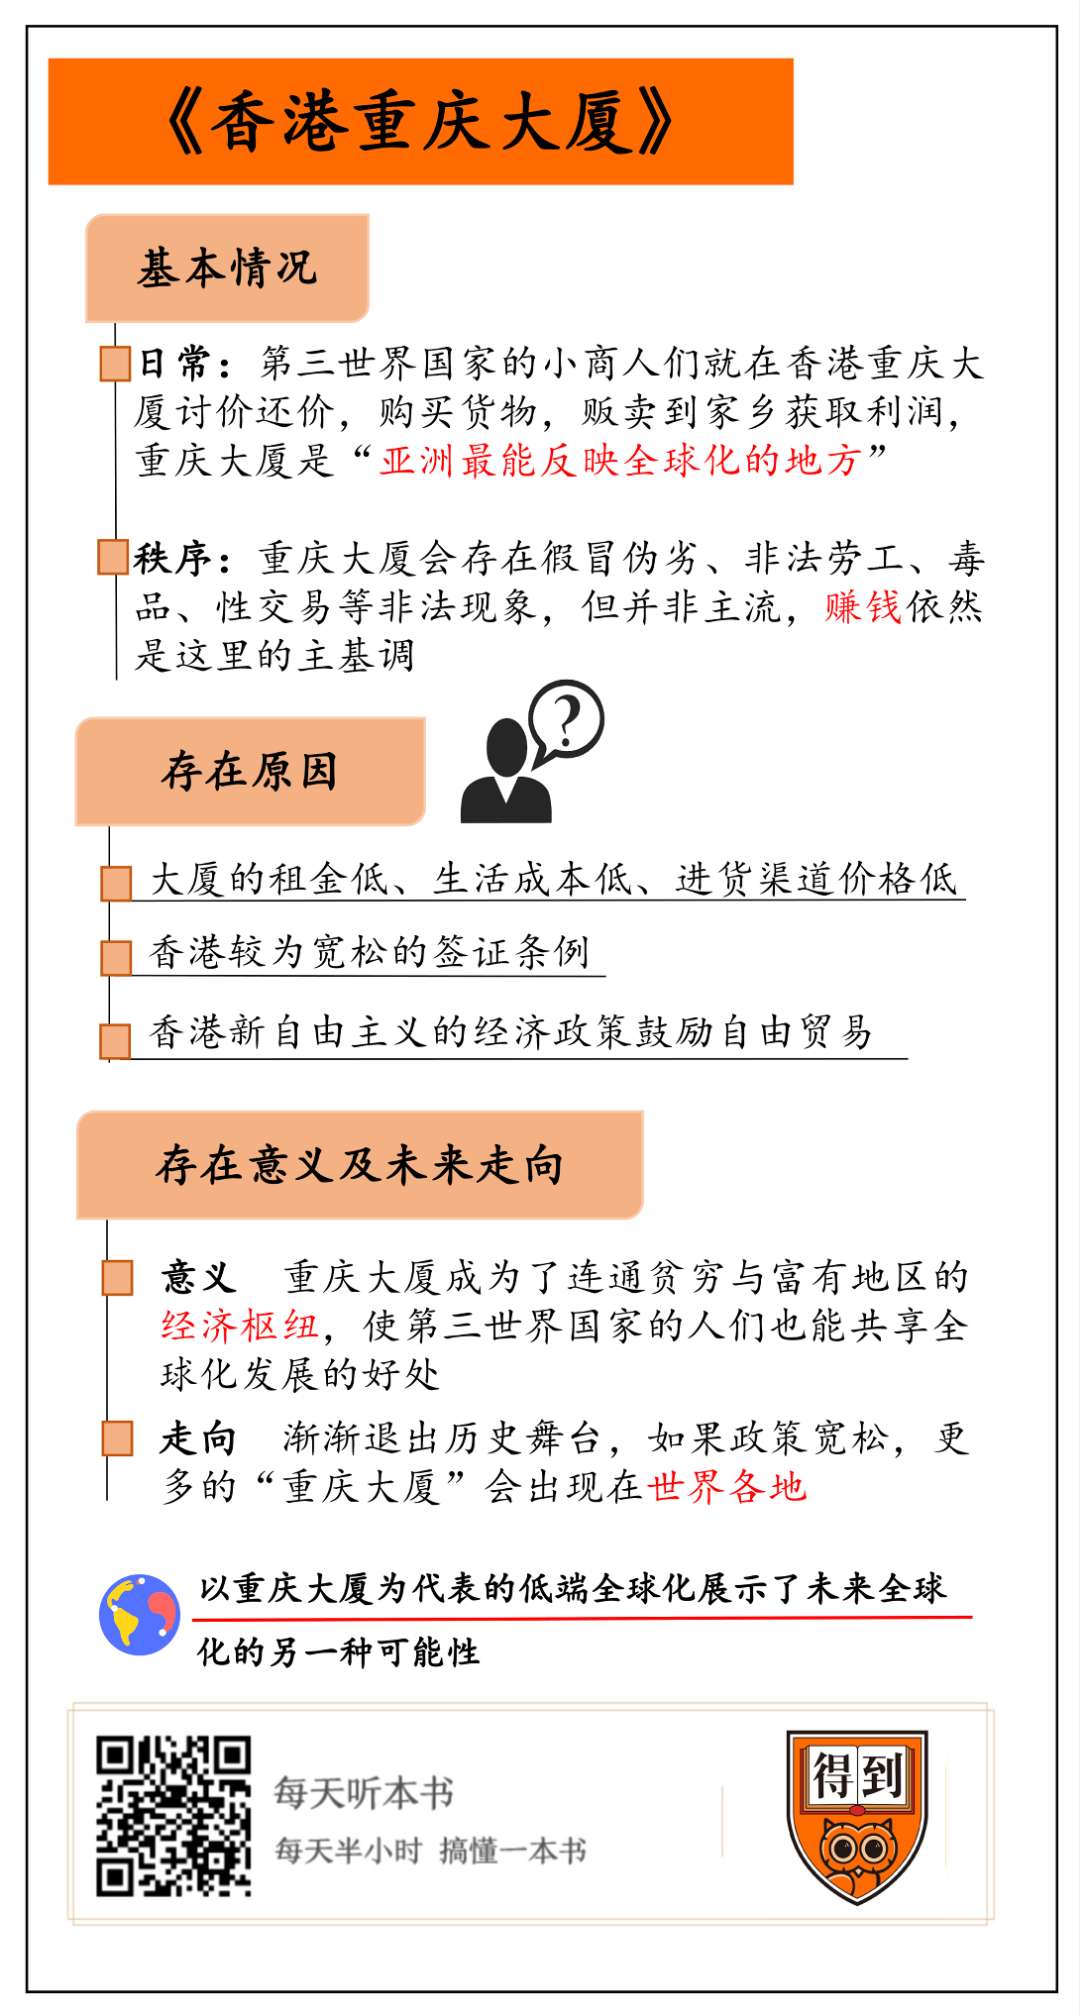 《香港重庆大厦》
基本情况
日常：第三世界国家的小商人们就在香港重庆大
厦讨价还价，购买货物，贩卖到家乡获取利润，
重庆大厦是“亚洲最能反映全球化的地方”
秩序：重庆大厦会存在假冒伪劣、非法劳工、毒
品、性交易等非法现象，但并非主流，赚钱依然
是这里的主基调
?
存在原因
大厦的租金低、生活成本低、进货渠道价格低
香港较为宽松的签证条例
香港新自由主义的经济政策鼓励自由贸易
存在意义及未来走向
意义 重庆大厦成为了连通贫穷与富有地区的
经济枢纽，使第三世界国家的人们也能共享全
球化发展的好处
走向 渐渐退出历史舞台，如果政策宽松，更
多的“重庆大厦”会出现在世界各地
以重庆大厦为代表的低端全球化展示了未来全球
化的另一种可能性
每天听本书
每天半小时 搞懂一本书
得到